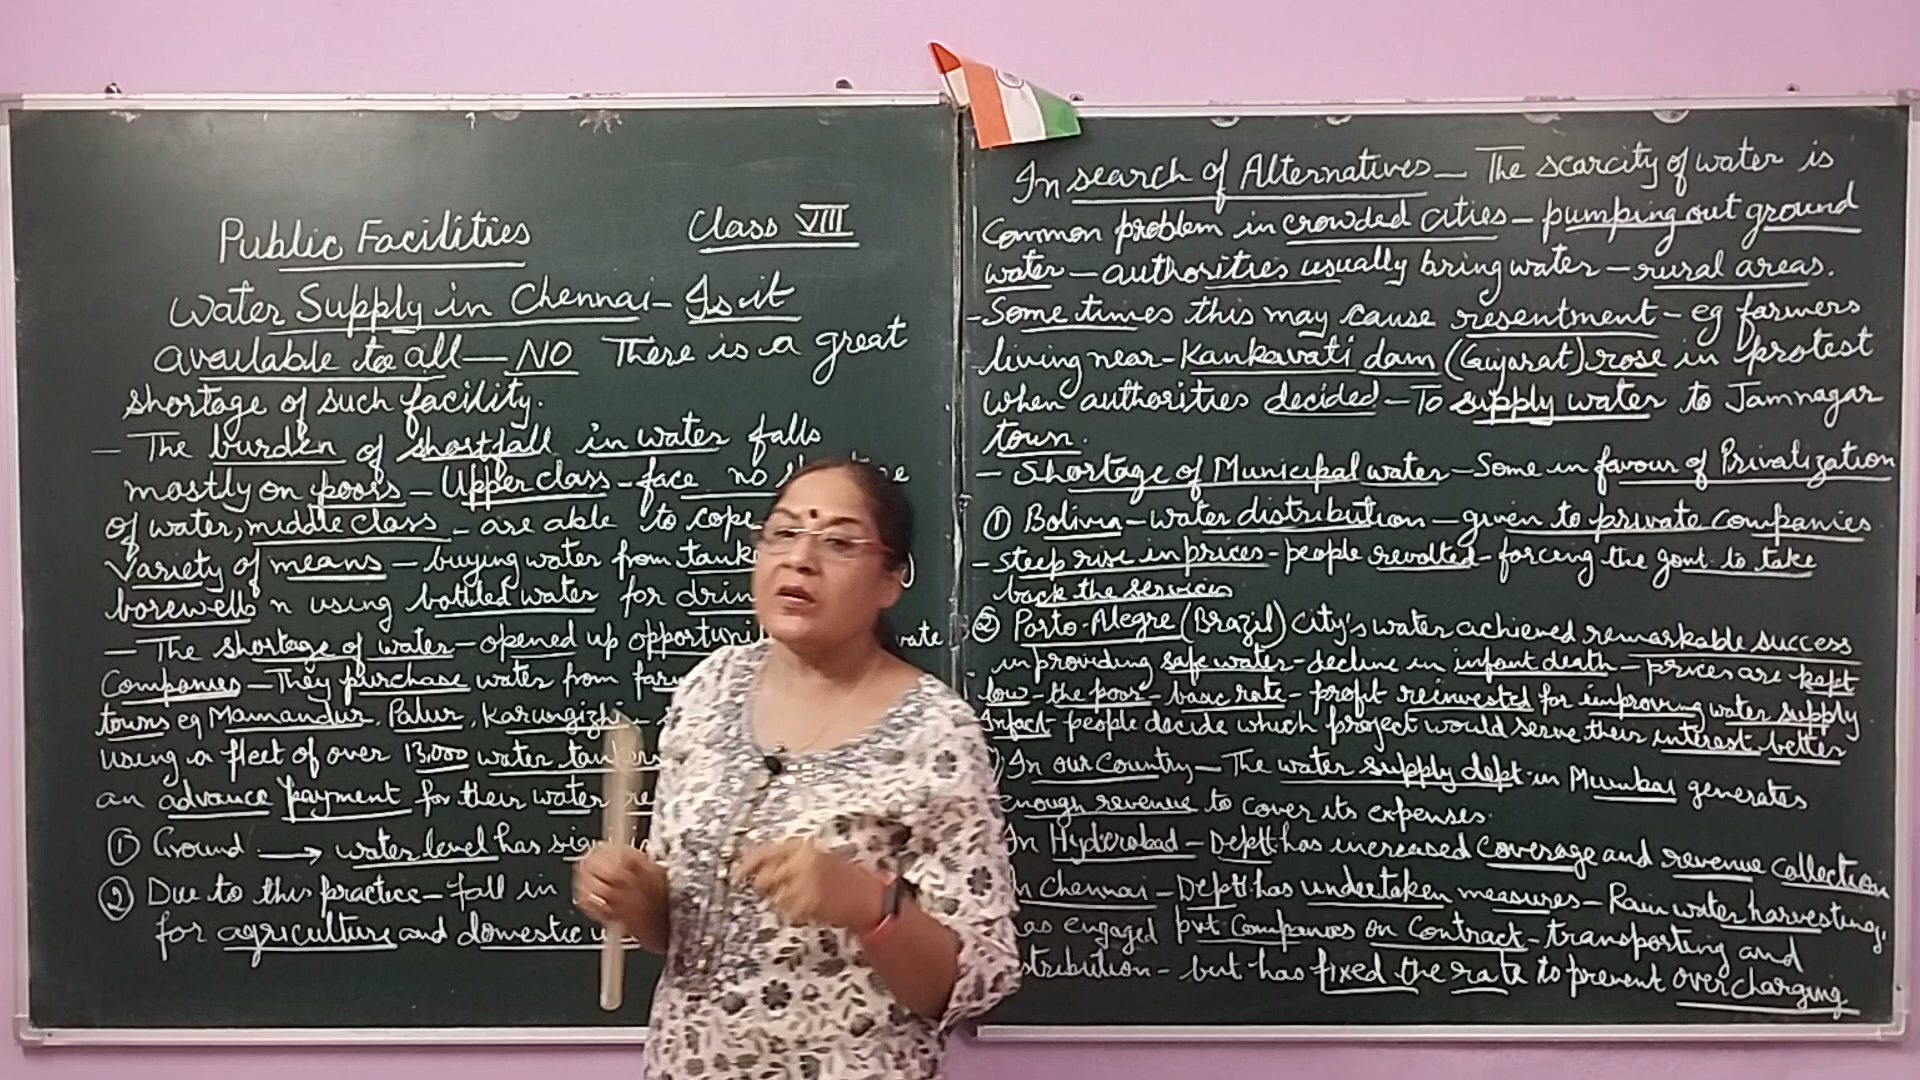 Public Facilities Class VIII
Water Supply in Chennai - Is it
available to all - NO There is a great
shortage of such facility.
- The burden of shortfall in water falls
mostly on poors - Upper class - face no
of water, middle class - are able to cope
Variety of means - buying water from
borewells n using bottled water for
- The shortage of water - opened up
Companies - They purchase water from
towns eg Mamandur, Palur, Karungizhi -
using a fleet of over 13,000 water tankers
an advance payment for their water
① Ground → water level has
② Due to this practice - fall in
for agriculture and domestic
In search of Alternatives - The scarcity of water is
Common problem in crowded cities - pumping out ground
water - authorities usually bring water - rural areas.
- Some times this may cause resentment - eg farmers
living near - Kankavati dam (Gujarat) rose in protest
when authorities decided - To supply water to Jamnagar
town.
- Shortage of Municipal water - Some in favour of Privatization
① Bolivia - water distribution - given to private companies
- steep rise in prices - people revolted - forcing the govt. to take
back the services
② Porto-Alegre (Brazil) City's water achieved remarkable success
- in providing safe water - decline in infant death - prices are kept
low - the poor - basic rate - profit reinvested for improving water supply
Infact - people decide which project would serve their interest better
In our Country - The water supply dept. in Mumbai generates
enough revenue to cover its expenses.
In Hyderabad - Deptt has increased coverage and revenue collection
In Chennai - Deptt has undertaken measures - Rain water harvesting,
has engaged pvt companies on contract - transporting and
but has fixed the rate to prevent overcharging